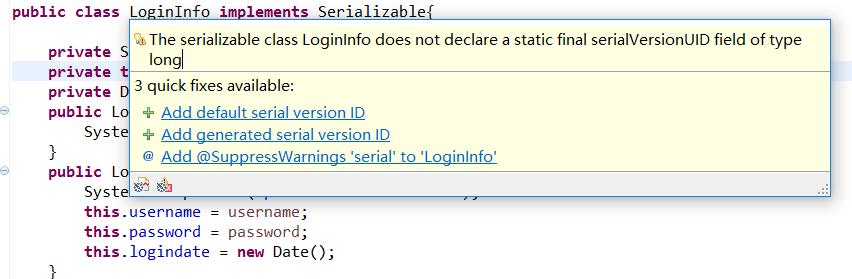 public class LoginInfo implements Serializable{
The serializable class LoginInfo does not declare a static final serialVersionUID field of type
long
3 quick fixes available:
Add default serial version ID
Add generated serial version ID
@ Add @SuppressWarnings 'serial' to 'LoginInfo'
private S
private t
private D
public Lo
Syste
}
public Lo
Syst
this.username = username;
this.password = password;
this.logindate = new Date();
}